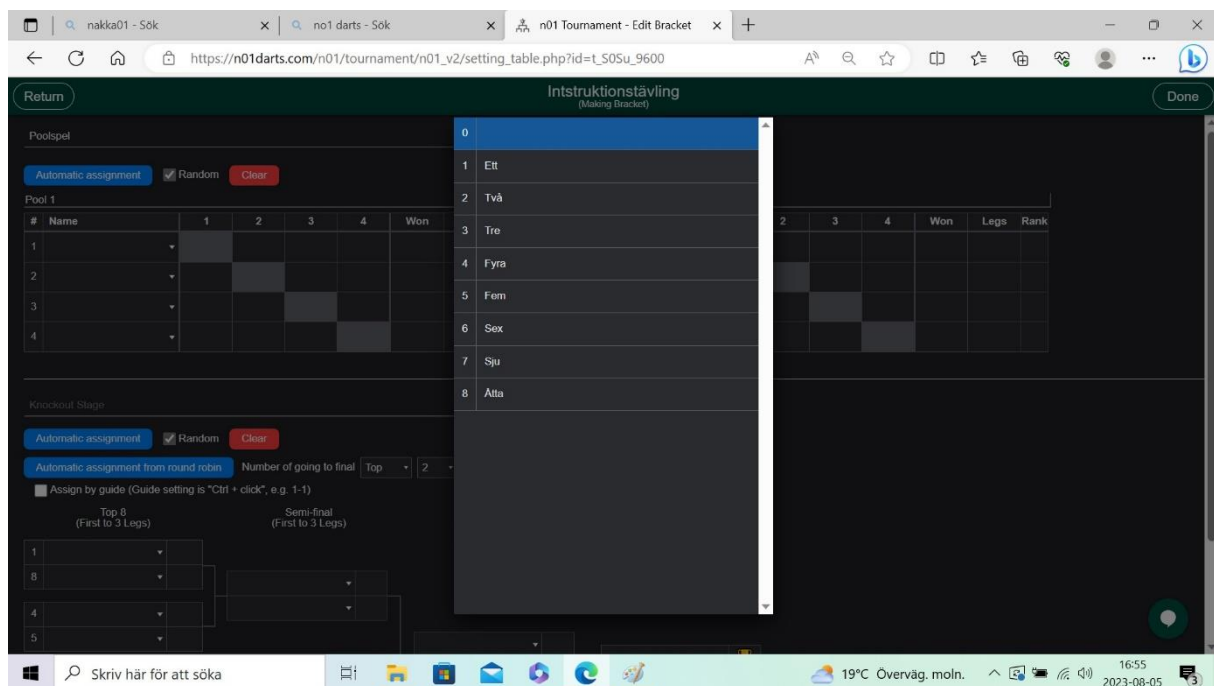 nakka01 - Sök
no1 darts - Sök
n01 Tournament - Edit Bracket
https://n01darts.com/n01/tournament/n01_v2/setting_table.php?id=t_S0Su_9600
Return
Intstruktionstävling
(Making Bracket)
Done
Poolspel
Automatic assignment Random Clear
Pool 1
# Name 1 2 3 4 Won
2 3 4 Won Legs Rank
1
2
3
4
0
1 Ett
2 Två
3 Tre
4 Fyra
5 Fem
6 Sex
7 Sju
8 Åtta
Knockout Stage
Automatic assignment Random Clear
Automatic assignment from round robin Number of going to final Top 2
Assign by guide (Guide setting is "Ctrl + click", e.g. 1-1)
Top 8
(First to 3 Legs)
Semi-final
(First to 3 Legs)
1
8
4
5
Skriv här för att söka
19°C Överväg. moln.
16:55
2023-08-05
3